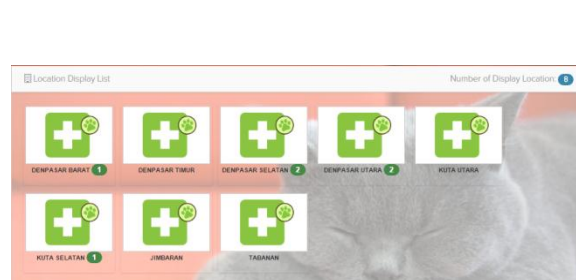 Location Display List
Number of Display Location 8
DENPASAR BARAT 1
DENPASAR TIMUR
DENPASAR SELATAN 2
DENPASAR UTARA 2
KUTA UTARA
KUTA SELATAN 1
JIMBARAN
TABANAN